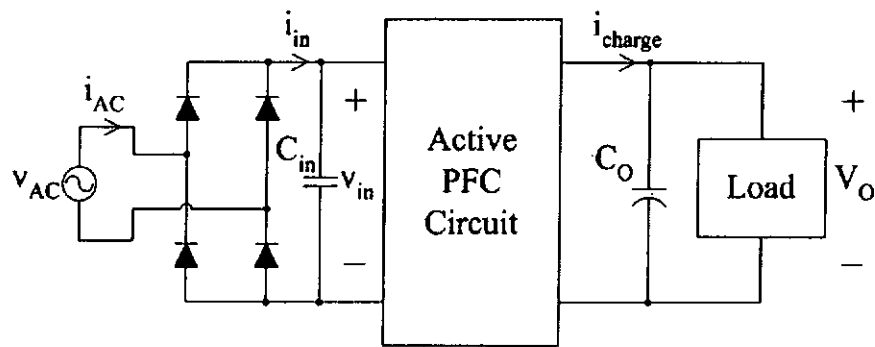 i_in
i_charge
i_AC
+
+
C_in
Active
PFC
Circuit
C_O
v_AC
v_in
Load
V_O
−
−